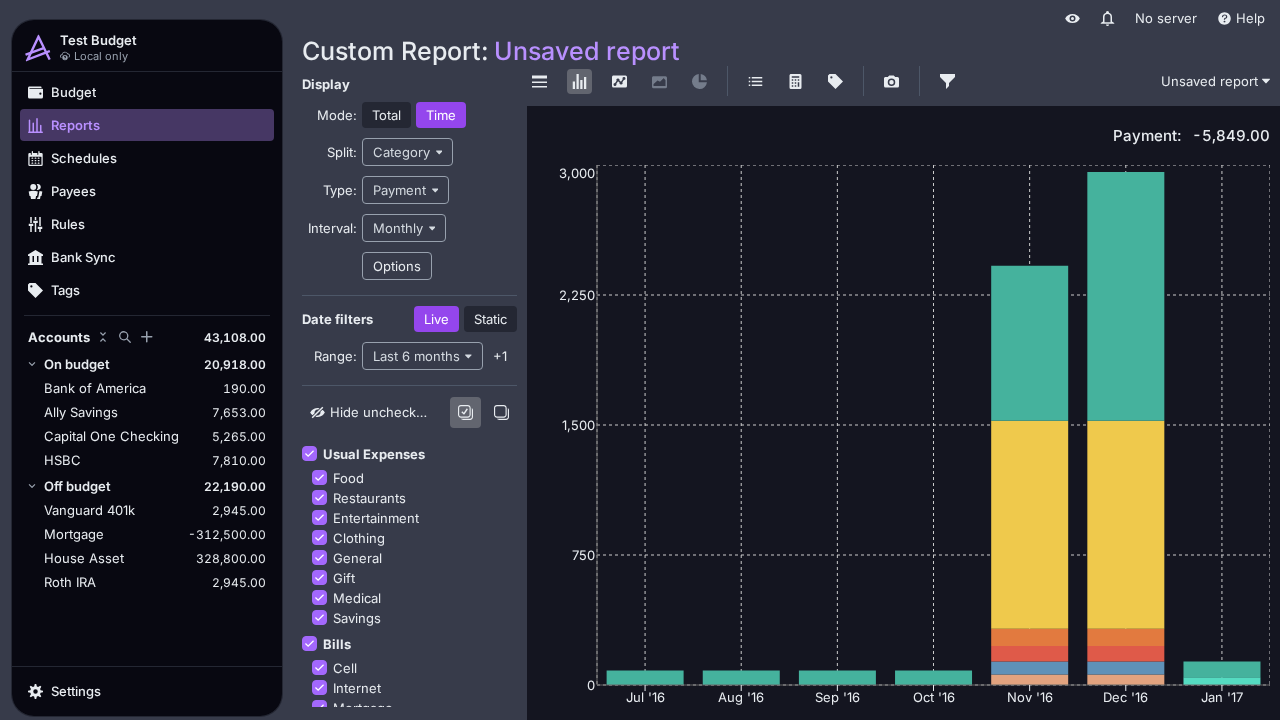 Test Budget
Local only
Budget
Reports
Schedules
Payees
Rules
Bank Sync
Tags
Accounts 43,108.00
On budget 20,918.00
Bank of America 190.00
Ally Savings 7,653.00
Capital One Checking 5,265.00
HSBC 7,810.00
Off budget 22,190.00
Vanguard 401k 2,945.00
Mortgage -312,500.00
House Asset 328,800.00
Roth IRA 2,945.00
Settings
No server Help
Custom Report: Unsaved report
Display
Mode: Total Time
Split: Category
Type: Payment
Interval: Monthly
Options
Date filters Live Static
Range: Last 6 months +1
Hide uncheck...
Usual Expenses
Food
Restaurants
Entertainment
Clothing
General
Gift
Medical
Savings
Bills
Cell
Internet
Mortgage
Unsaved report
Payment: -5,849.00
3,000
2,250
1,500
750
0
Jul '16 Aug '16 Sep '16 Oct '16 Nov '16 Dec '16 Jan '17